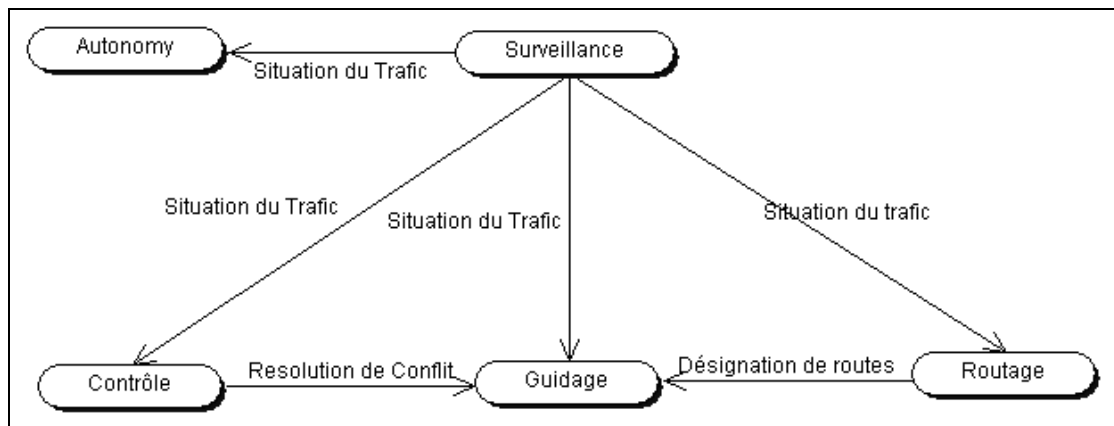 Autonomy
Surveillance
Situation du Trafic
Situation du Trafic
Situation du Trafic
Situation du trafic
Contrôle
Resolution de Conflit
Guidage
Désignation de routes
Routage